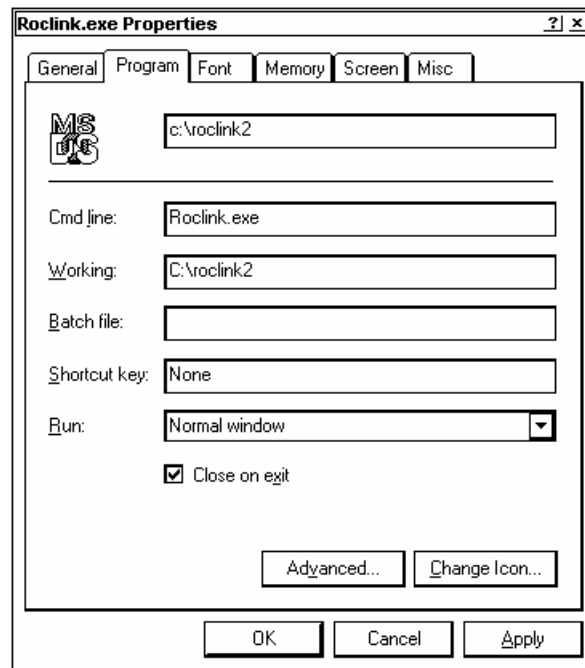 Roclink.exe Properties
General Program Font Memory Screen Misc
MS DOS
c:\roclink2
Cmd line: Roclink.exe
Working: C:\roclink2
Batch file:
Shortcut key: None
Run: Normal window
Close on exit
Advanced... Change Icon...
OK Cancel Apply